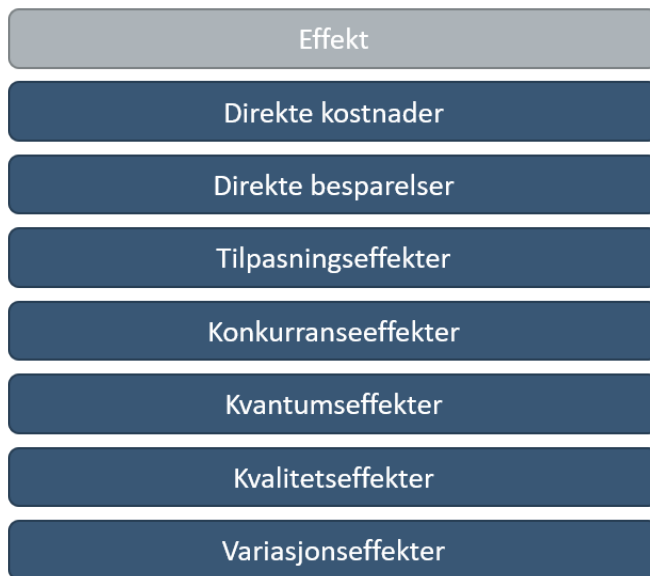 Effekt
Direkte kostnader
Direkte besparelser
Tilpasningseffekter
Konkurranseeffekter
Kvantumseffekter
Kvalitetseffekter
Variasjonseffekter